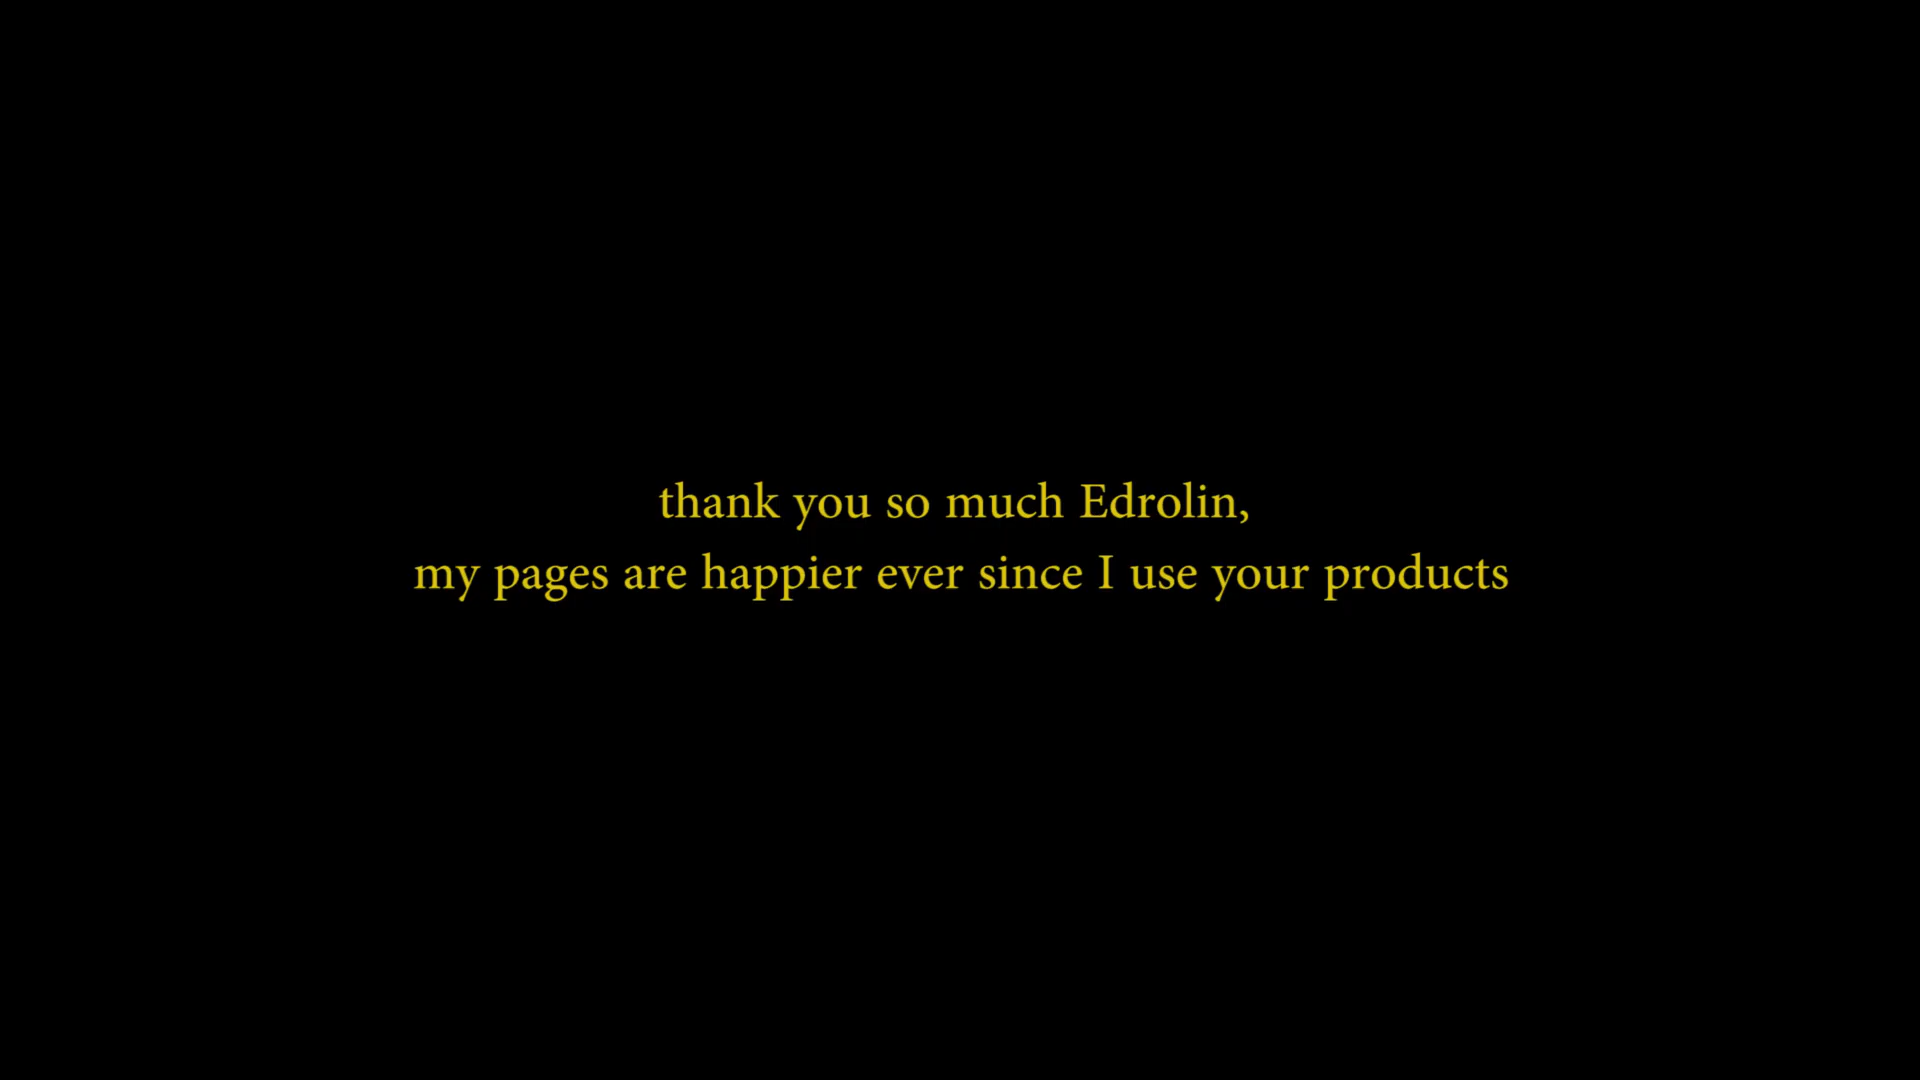 thank you so much Edrolin,
my pages are happier ever since I use your products